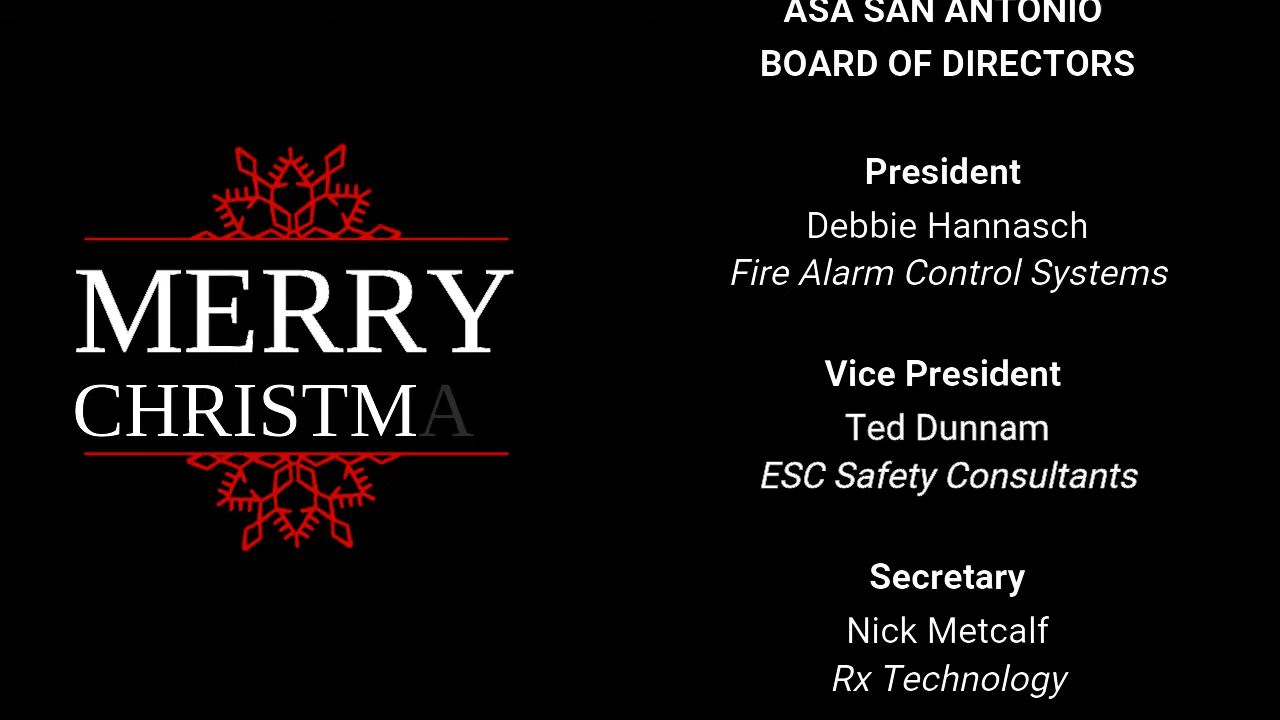 MERRY
CHRISTMA
ASA SAN ANTONIO
BOARD OF DIRECTORS
President
Debbie Hannasch
Fire Alarm Control Systems
Vice President
Ted Dunnam
ESC Safety Consultants
Secretary
Nick Metcalf
Rx Technology